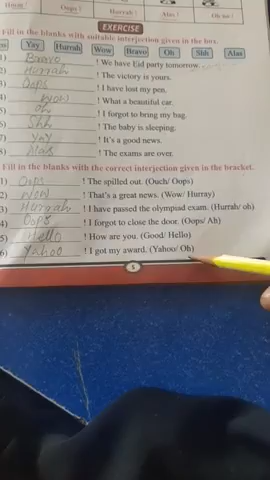 Oops !
Hurrah !
Alas !
EXERCISE
Fill in the blanks with suitable interjection given in the box.
Yay Hurrah Wow Bravo Oh Shh Alas
Bravo ! We have Eid party tomorrow.
2) Hurrah ! The victory is yours.
3) Oops ! I have lost my pen.
4) wow ! What a beautiful car.
5) oh ! I forgot to bring my bag.
6) Shh ! The baby is sleeping.
7) yay ! It's a good news.
8) Alas ! The exams are over.
Fill in the blanks with the correct interjection given in the bracket.
1) Oops ! The spilled out. (Ouch/ Oops)
2) Wow ! That's a great news. (Wow/ Hurray)
3) Hurrah ! I have passed the olympiad exam. (Hurrah/ oh)
4) Oops ! I forgot to close the door. (Oops/ Ah)
5) Hello ! How are you. (Good/ Hello)
6) Yahoo ! I got my award. (Yahoo/ Oh)